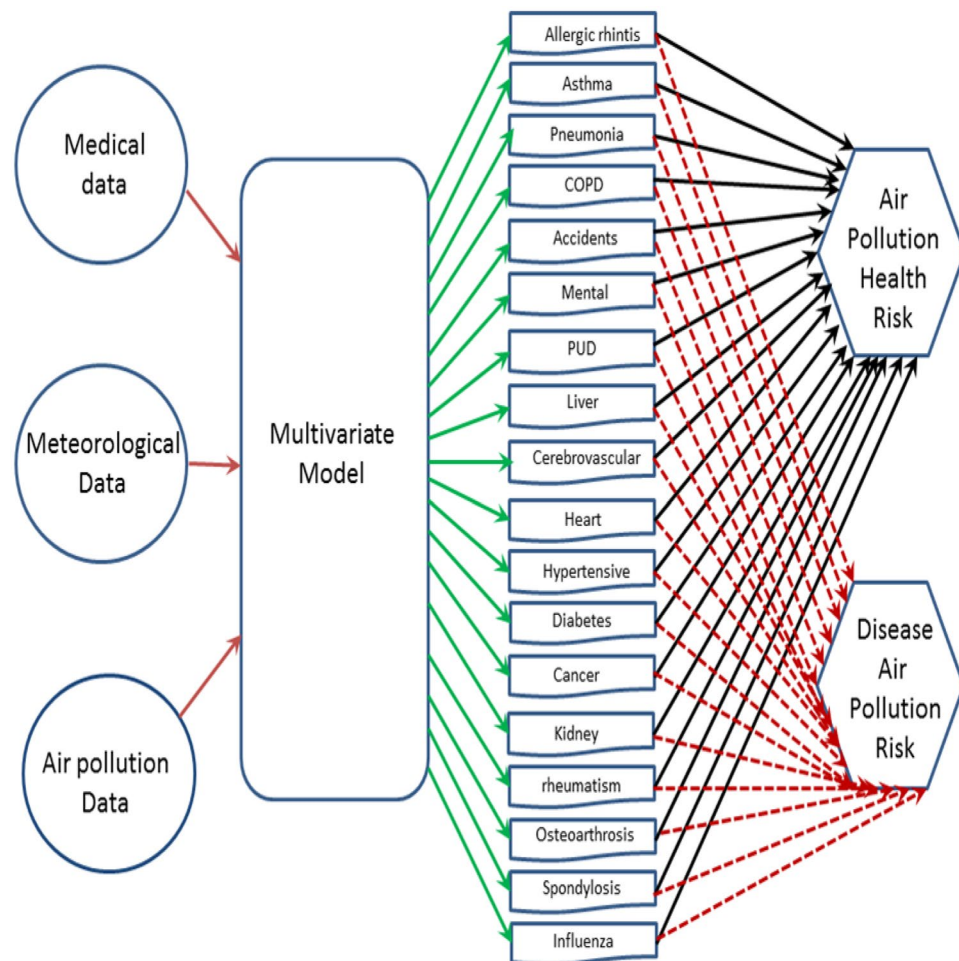 Medical
data
Meteorological
Data
Air pollution
Data
Multivariate
Model
Allergic rhintis
Asthma
Pneumonia
COPD
Accidents
Mental
PUD
Liver
Cerebrovascular
Heart
Hypertensive
Diabetes
Cancer
Kidney
rheumatism
Osteoarthrosis
Spondylosis
Influenza
Air
Pollution
Health
Risk
Disease
Air
Pollution
Risk